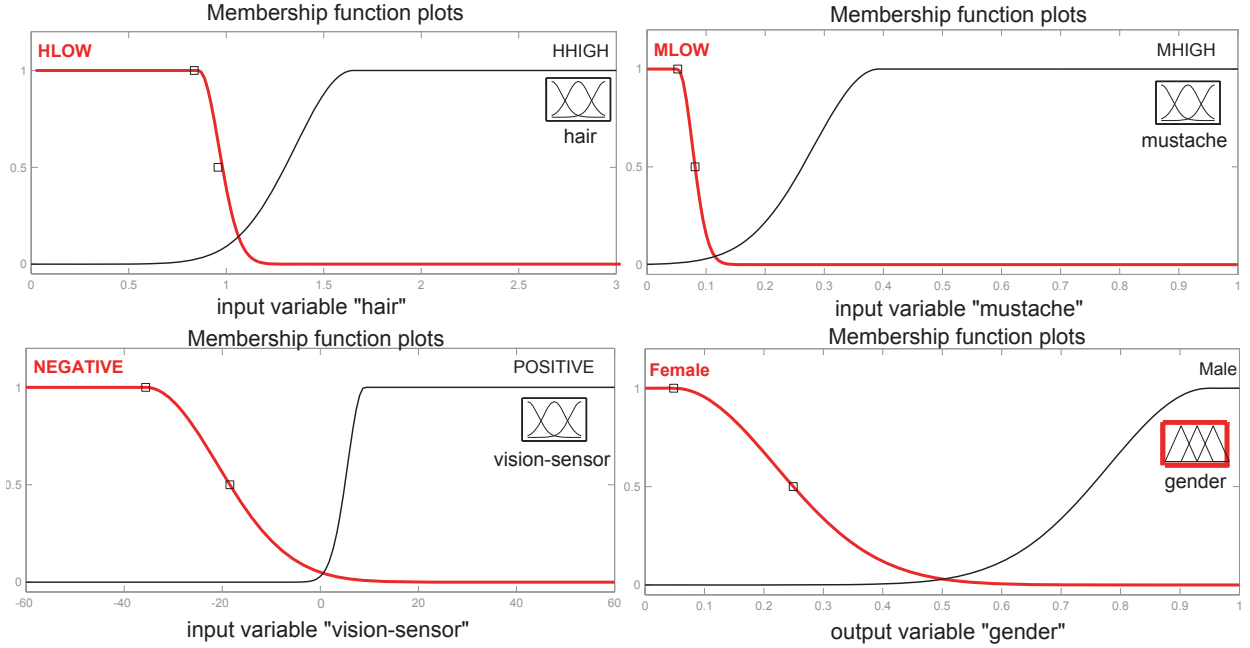 Membership function plots
HLOW
HHIGH
hair
1
0.5
0
0 0.5 1 1.5 2 2.5 3
input variable "hair"
Membership function plots
MLOW
MHIGH
mustache
1
0.5
0
0 0.1 0.2 0.3 0.4 0.5 0.6 0.7 0.8 0.9 1
input variable "mustache"
Membership function plots
NEGATIVE
POSITIVE
vision-sensor
1
0.5
0
-60 -40 -20 0 20 40 60
input variable "vision-sensor"
Membership function plots
Female
Male
gender
1
0.5
0
0 0.1 0.2 0.3 0.4 0.5 0.6 0.7 0.8 0.9 1
output variable "gender"